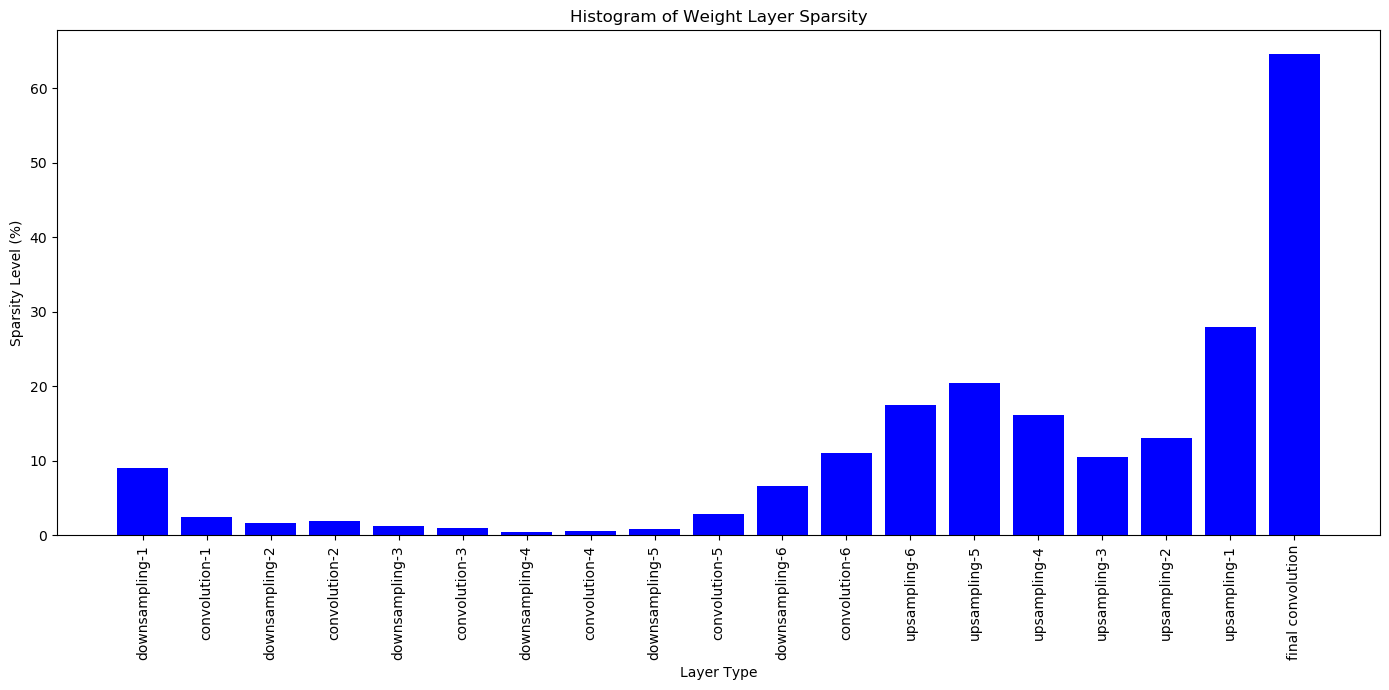 Histogram of Weight Layer Sparsity
Sparsity Level (%)
60
50
40
30
20
10
0
downsampling-1
convolution-1
downsampling-2
convolution-2
downsampling-3
convolution-3
downsampling-4
convolution-4
downsampling-5
convolution-5
downsampling-6
convolution-6
upsampling-6
upsampling-5
upsampling-4
upsampling-3
upsampling-2
upsampling-1
final convolution
Layer Type